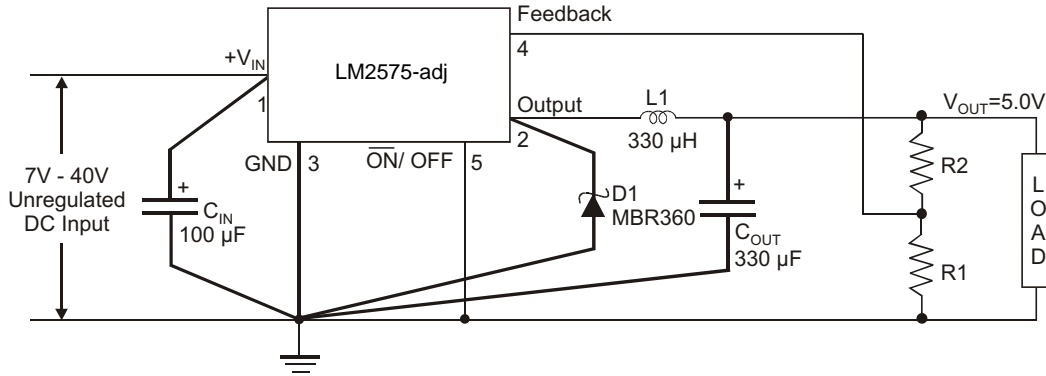 Feedback
4
+VIN
LM2575-adj
1
Output
2
L1
330 µH
VOUT=5.0V
GND
3
ON/ OFF
5
7V - 40V
Unregulated
DC Input
+
CIN
100 µF
D1
MBR360
+
COUT
330 µF
R2
R1
L
O
A
D